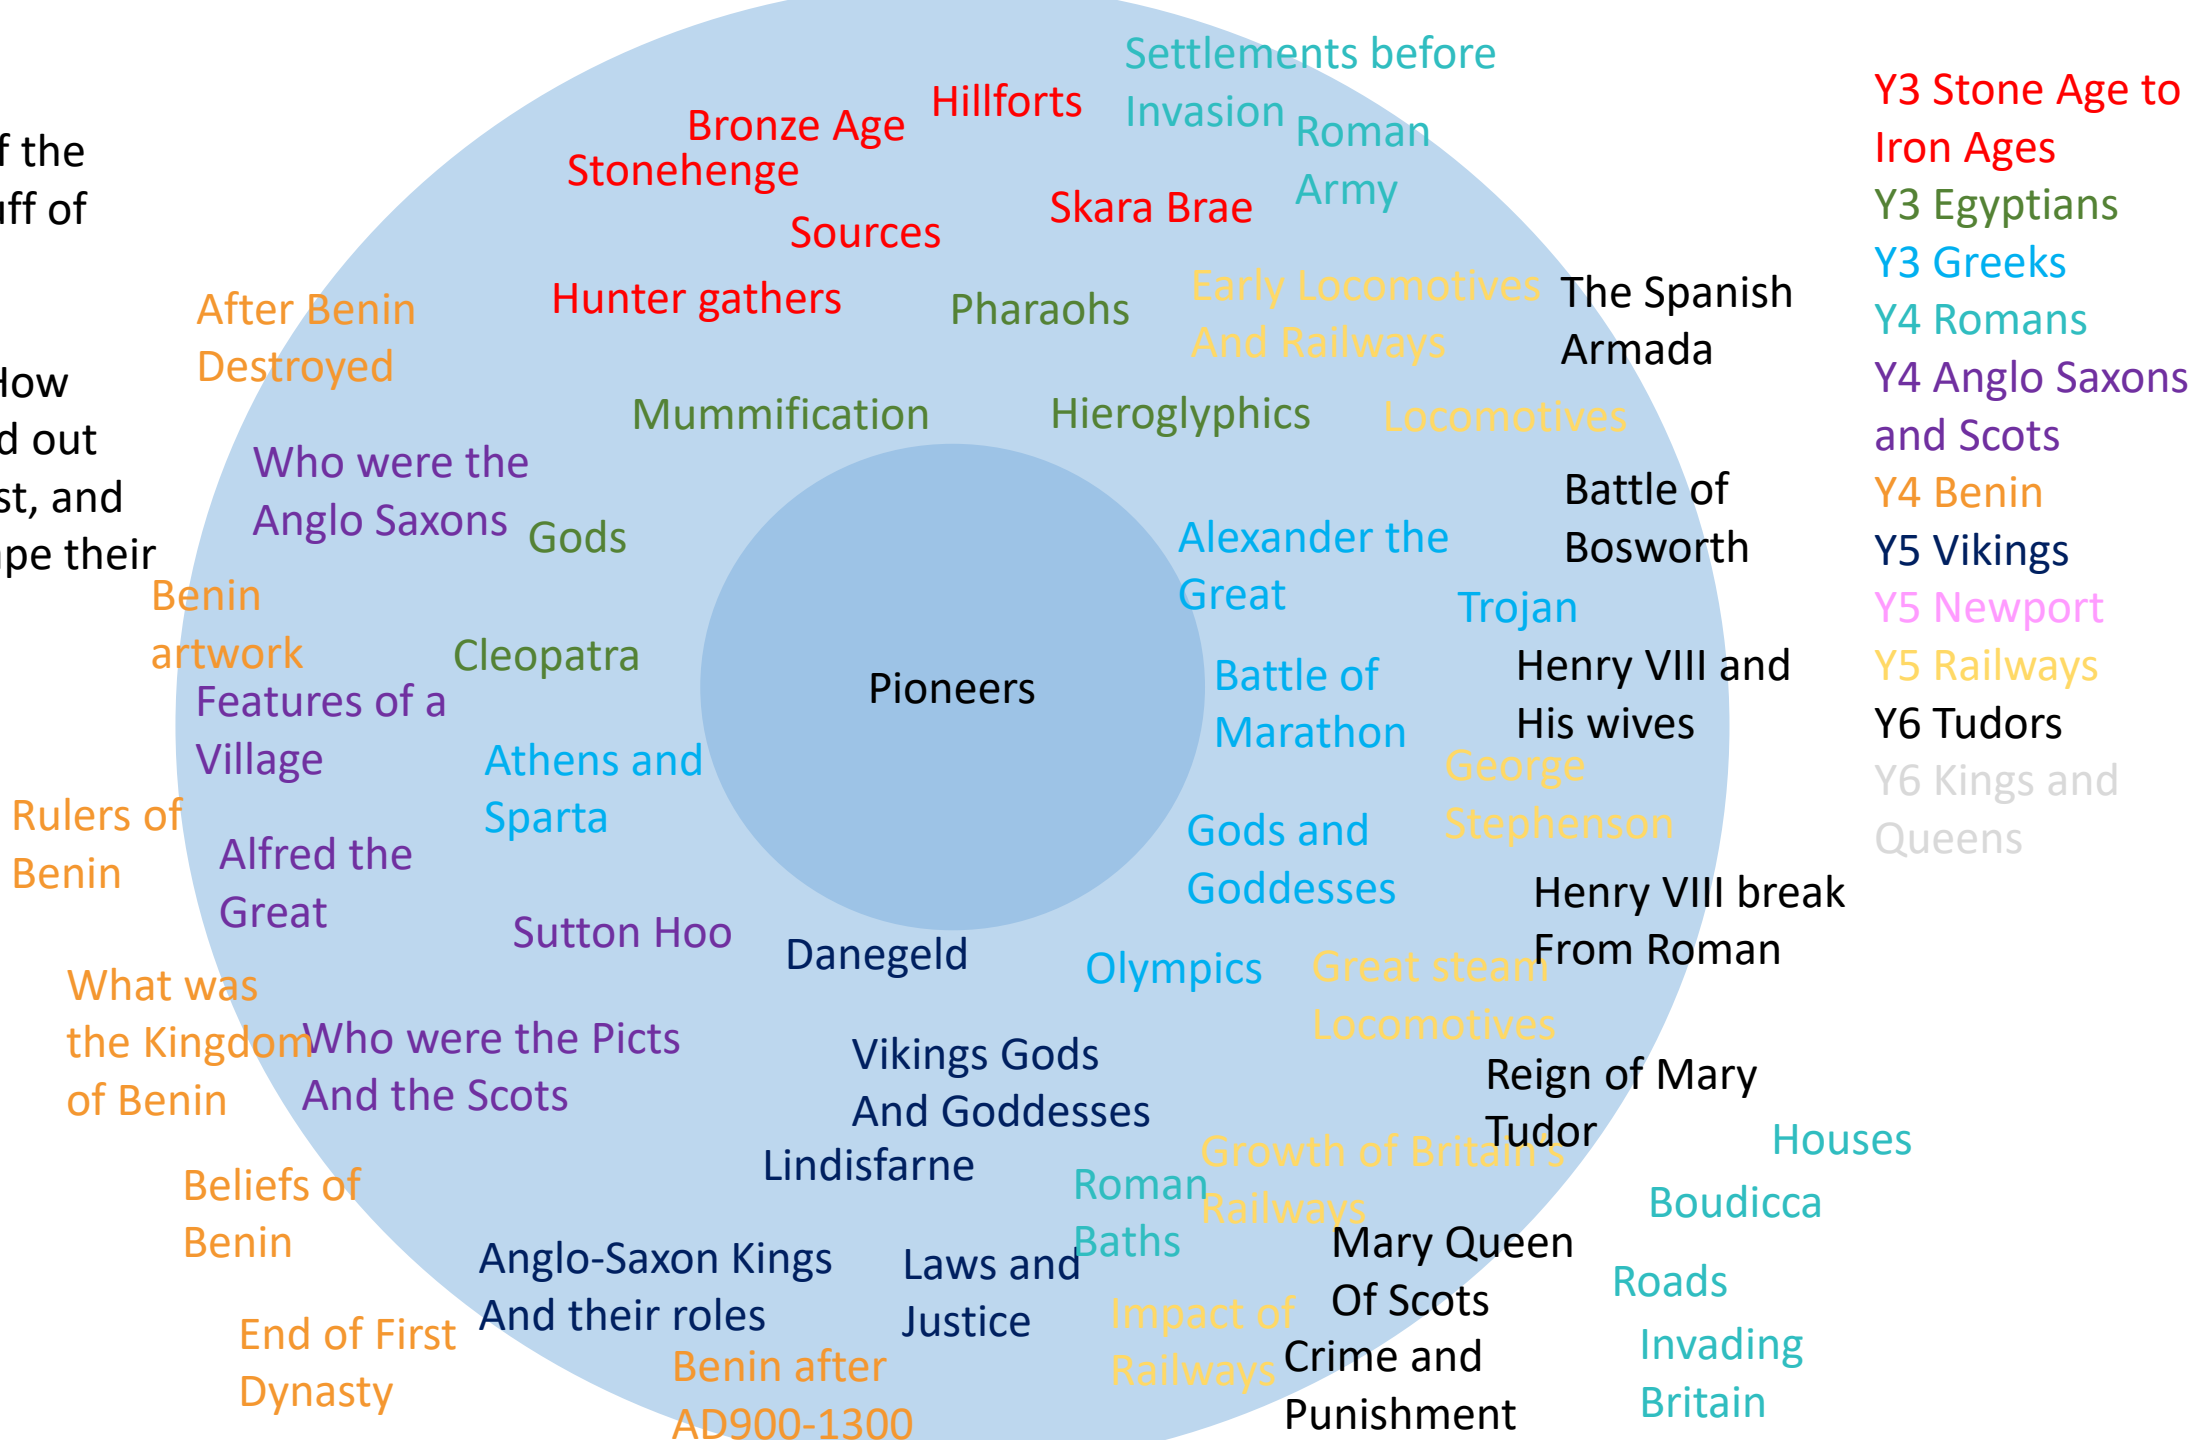 f the
uff of
How
d out
st, and
ape their
Settlements before
Invasion
Hillforts
Bronze Age
Stonehenge
Roman
Army
Skara Brae
Sources
Hunter gathers
Pharaohs
Early Locomotives
And Railways
The Spanish
Armada
After Benin
Destroyed
Mummification
Hieroglyphics
Locomotives
Who were the
Anglo Saxons
Gods
Battle of
Bosworth
Alexander the
Great
Trojan
Benin
artwork
Cleopatra
Pioneers
Battle of
Marathon
Henry VIII and
His wives
Features of a
Village
Athens and
Sparta
George
Stephenson
Rulers of
Benin
Alfred the
Great
Gods and
Goddesses
Henry VIII break
From Roman
Sutton Hoo
Danegeld
Olympics
Great steam
Locomotives
What was
the Kingdom
of Benin
Who were the Picts
And the Scots
Vikings Gods
And Goddesses
Reign of Mary
Tudor
Lindisfarne
Growth of Britain's
Railways
Houses
Beliefs of
Benin
Roman
Baths
Boudicca
Anglo-Saxon Kings
And their roles
Laws and
Justice
Mary Queen
Of Scots
Roads
Impact of
Railways
End of First
Dynasty
Benin after
AD900-1300
Crime and
Punishment
Invading
Britain
Y3 Stone Age to
Iron Ages
Y3 Egyptians
Y3 Greeks
Y4 Romans
Y4 Anglo Saxons
and Scots
Y4 Benin
Y5 Vikings
Y5 Newport
Y5 Railways
Y6 Tudors
Y6 Kings and
Queens